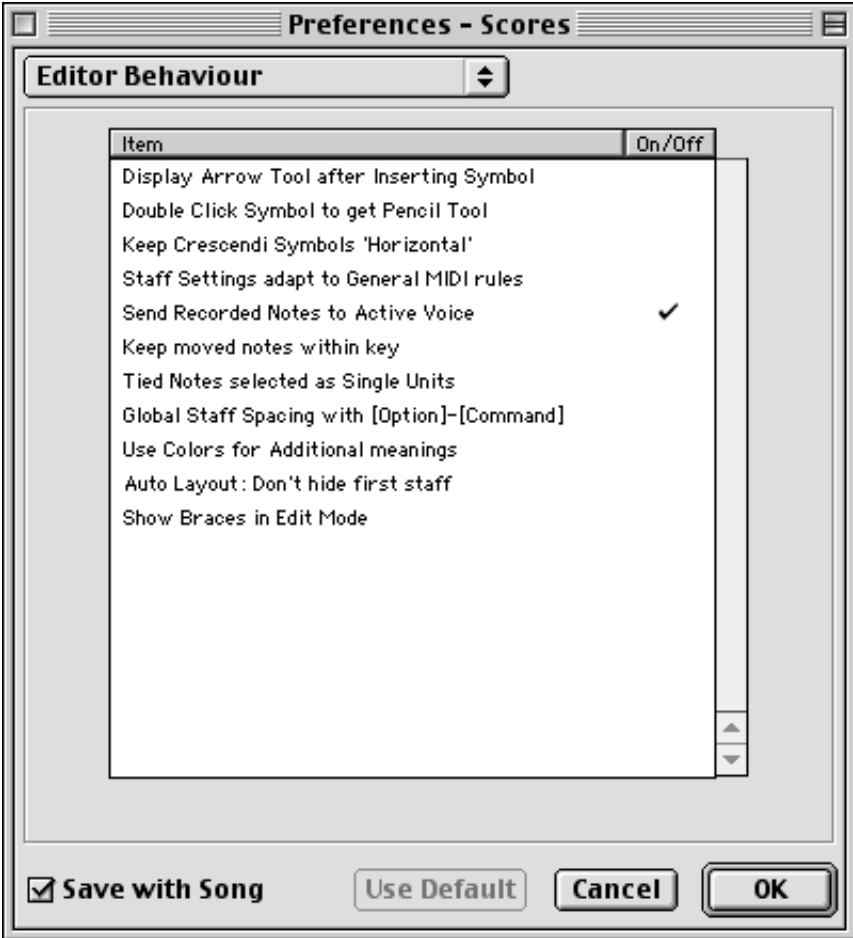 Preferences – Scores
Editor Behaviour
Item On/Off
Display Arrow Tool after Inserting Symbol
Double Click Symbol to get Pencil Tool
Keep Crescendi Symbols 'Horizontal'
Staff Settings adapt to General MIDI rules
Send Recorded Notes to Active Voice ✓
Keep moved notes within key
Tied Notes selected as Single Units
Global Staff Spacing with [Option]-[Command]
Use Colors for Additional meanings
Auto Layout: Don't hide first staff
Show Braces in Edit Mode
Save with Song Use Default Cancel OK